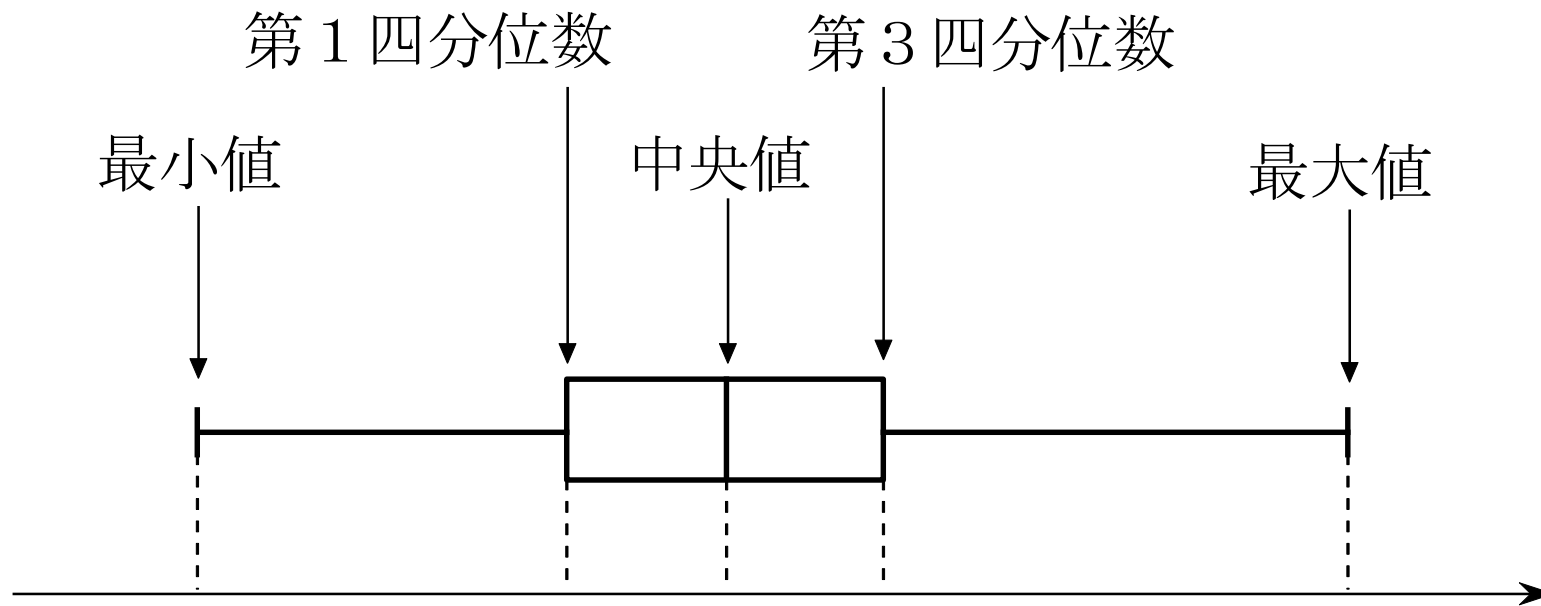 第１四分位数
第３四分位数
最小値
中央値
最大値